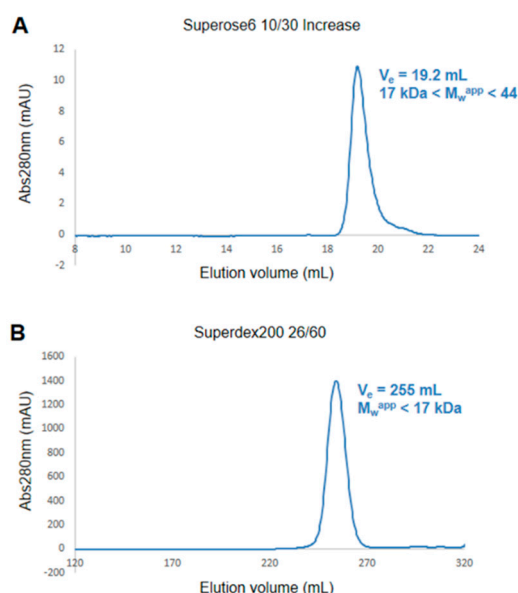 A
Superose6 10/30 Increase
12
10
8
6
4
2
0
-2
Abs280nm (mAU)
Ve = 19.2 mL
17 kDa < Mwapp < 44
8 10 12 14 16 18 20 22 24
Elution volume (mL)
B
Superdex200 26/60
1600
1400
1200
1000
800
600
400
200
0
-200
Abs280nm (mAU)
Ve = 255 mL
Mwapp < 17 kDa
120 170 220 270 320
Elution volume (mL)